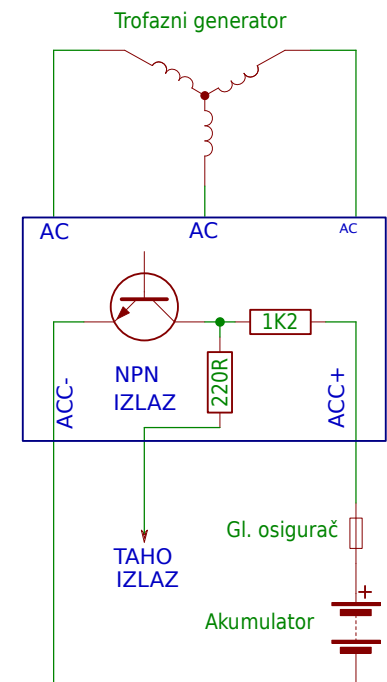 Trofazni generator
AC
AC
AC
1K2
220R
NPN
IZLAZ
ACC-
ACC+
TAHO
IZLAZ
Gl. osigurač
+
Akumulator